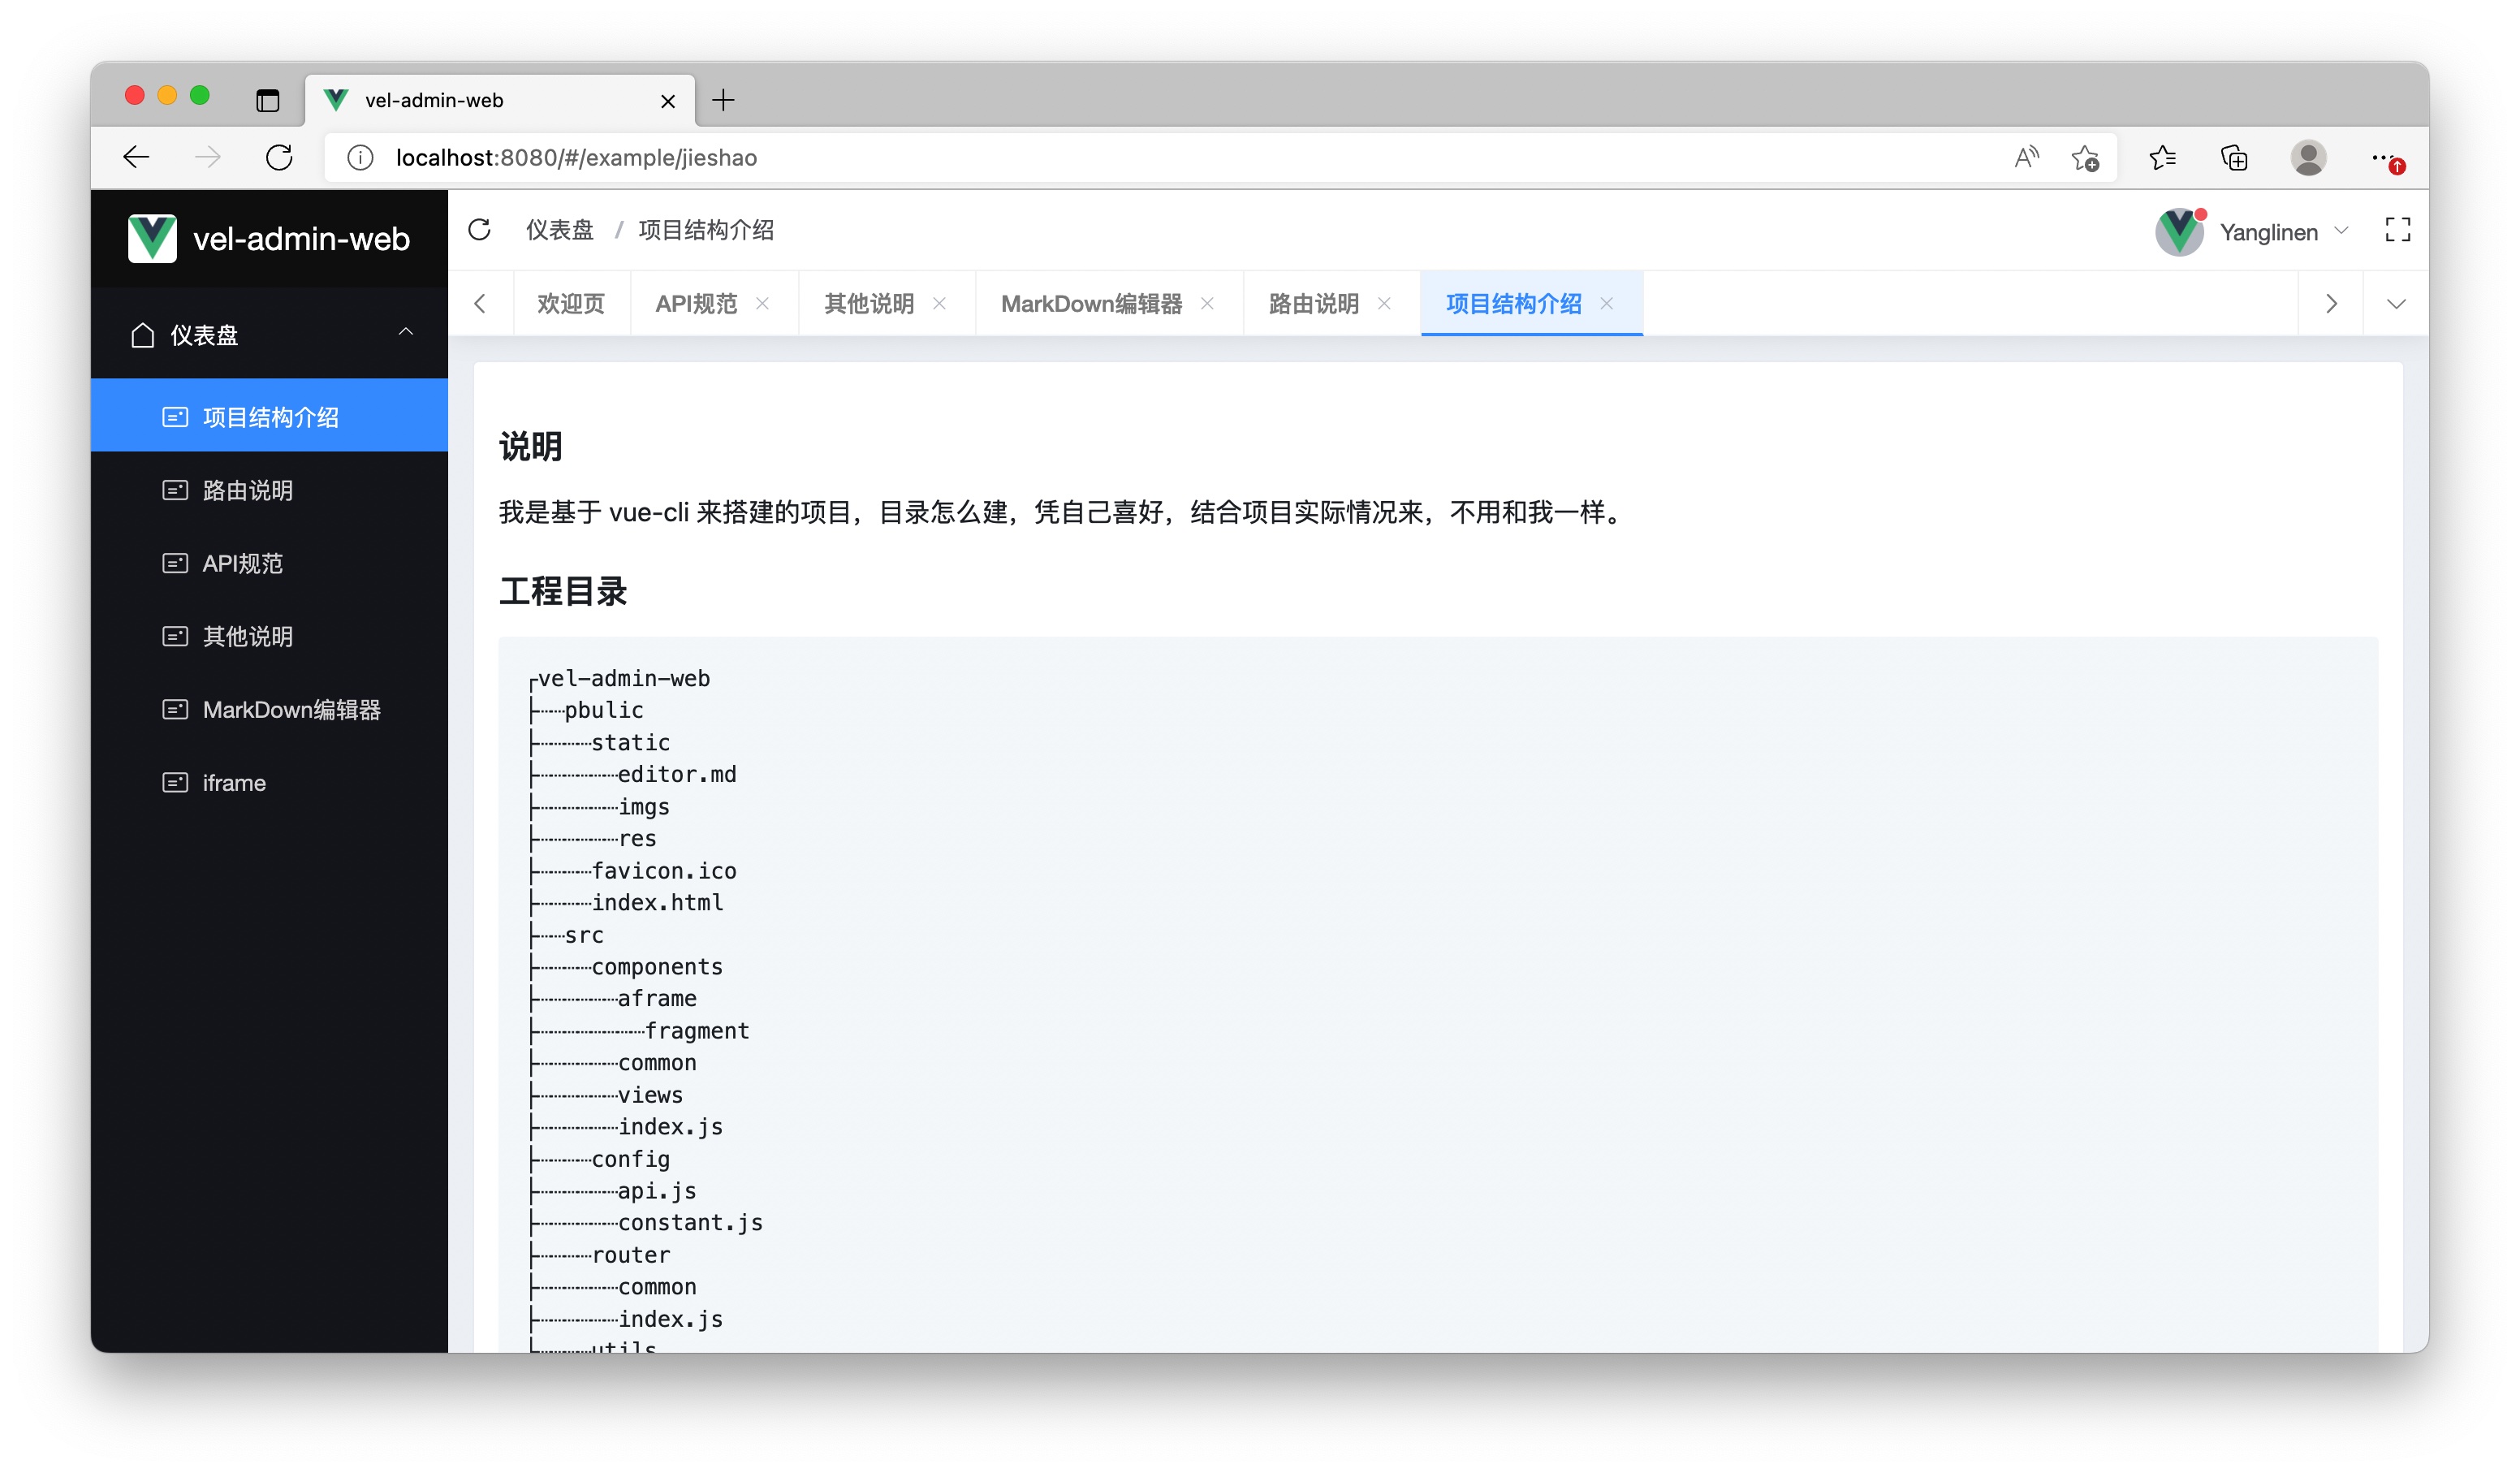 vel-admin-web
localhost:8080/#/example/jieshao
vel-admin-web
仪表盘 / 项目结构介绍
Yanglinen
欢迎页 API规范 其他说明 MarkDown编辑器 路由说明 项目结构介绍
仪表盘
项目结构介绍
路由说明
API规范
其他说明
MarkDown编辑器
iframe
说明
我是基于 vue-cli 来搭建的项目，目录怎么建，凭自己喜好，结合项目实际情况来，不用和我一样。
工程目录
┌vel-admin-web
├┈┈pbulic
├┈┈┈┈static
├┈┈┈┈┈┈editor.md
├┈┈┈┈┈┈imgs
├┈┈┈┈┈┈res
├┈┈┈┈favicon.ico
├┈┈┈┈index.html
├┈┈src
├┈┈┈┈components
├┈┈┈┈┈┈aframe
├┈┈┈┈┈┈┈┈fragment
├┈┈┈┈┈┈common
├┈┈┈┈┈┈views
├┈┈┈┈┈┈index.js
├┈┈┈┈config
├┈┈┈┈┈┈api.js
├┈┈┈┈┈┈constant.js
├┈┈┈┈router
├┈┈┈┈┈┈common
├┈┈┈┈┈┈index.js
├┈┈┈┈utils